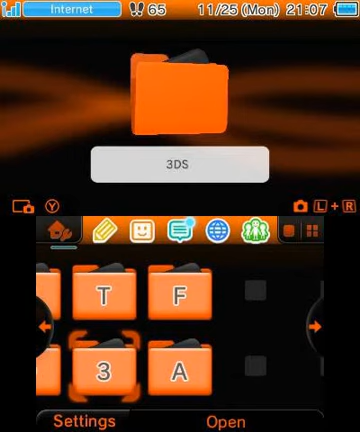 Internet 65 11/25 (Mon) 21:07
3DS
Y L + R
T F
3 A
Settings Open